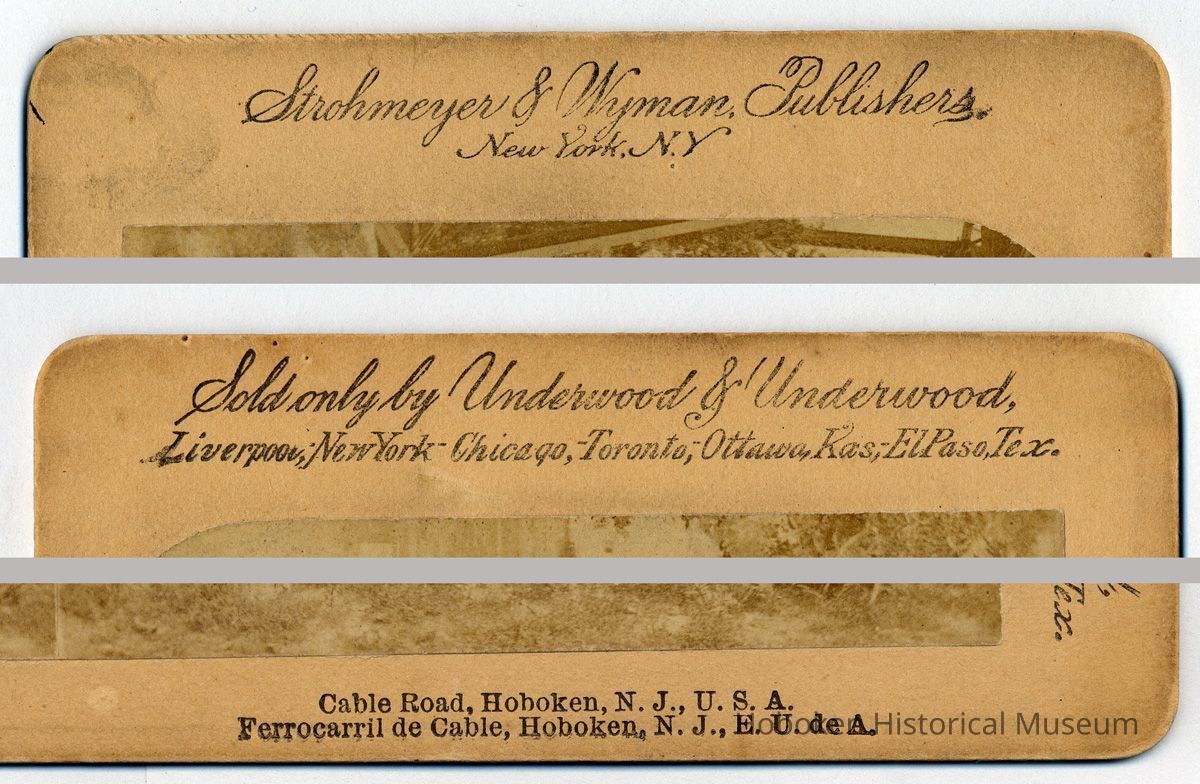 Strohmeyer & Wyman, Publishers.
New York, N.Y
Sold only by Underwood & Underwood,
Liverpool,-New York-Chicago,-Toronto,-Ottawa, Kas,-El Paso, Tex.
Tex.
Cable Road, Hoboken, N. J., U. S. A.
Ferrocarril de Cable, Hoboken, N. J., E. U. de A.
Hoboken Historical Museum